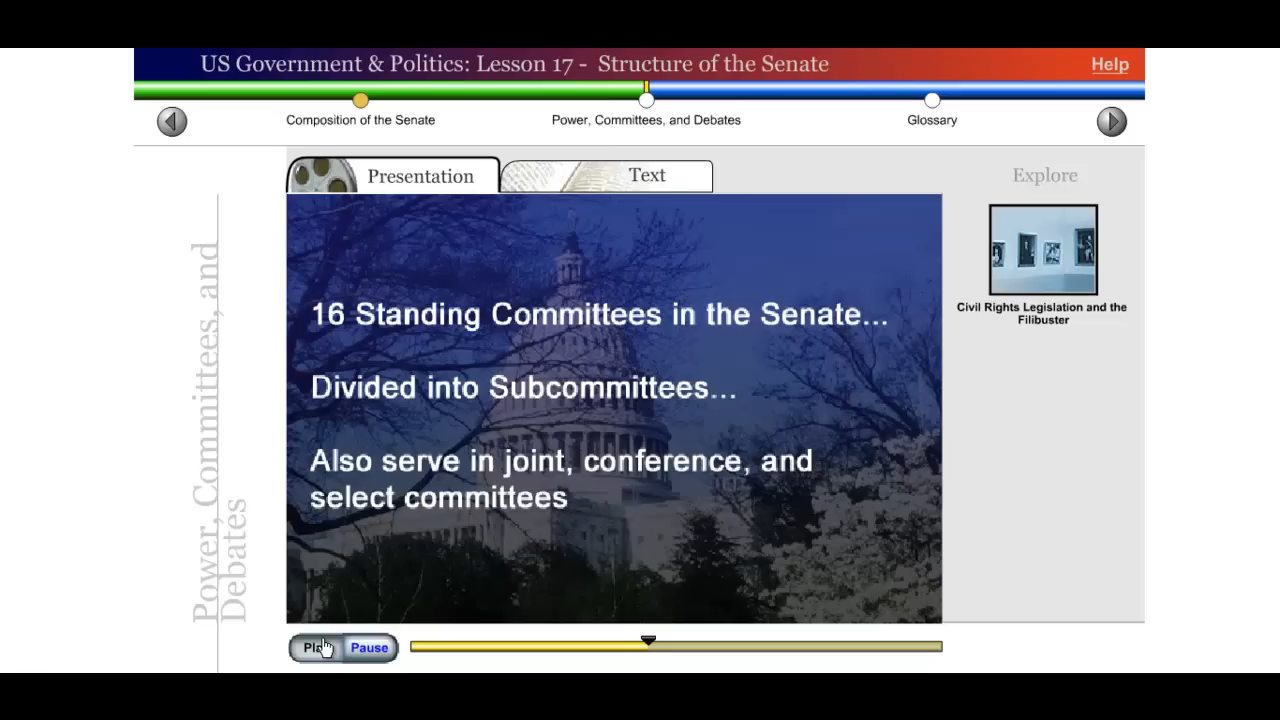 US Government & Politics: Lesson 17 - Structure of the Senate
Help
Composition of the Senate
Power, Committees, and Debates
Glossary
Presentation
Text
Explore
Power, Committees, and
Debates
16 Standing Committees in the Senate...
Divided into Subcommittees...
Also serve in joint, conference, and
select committees
Civil Rights Legislation and the
Filibuster
Pause